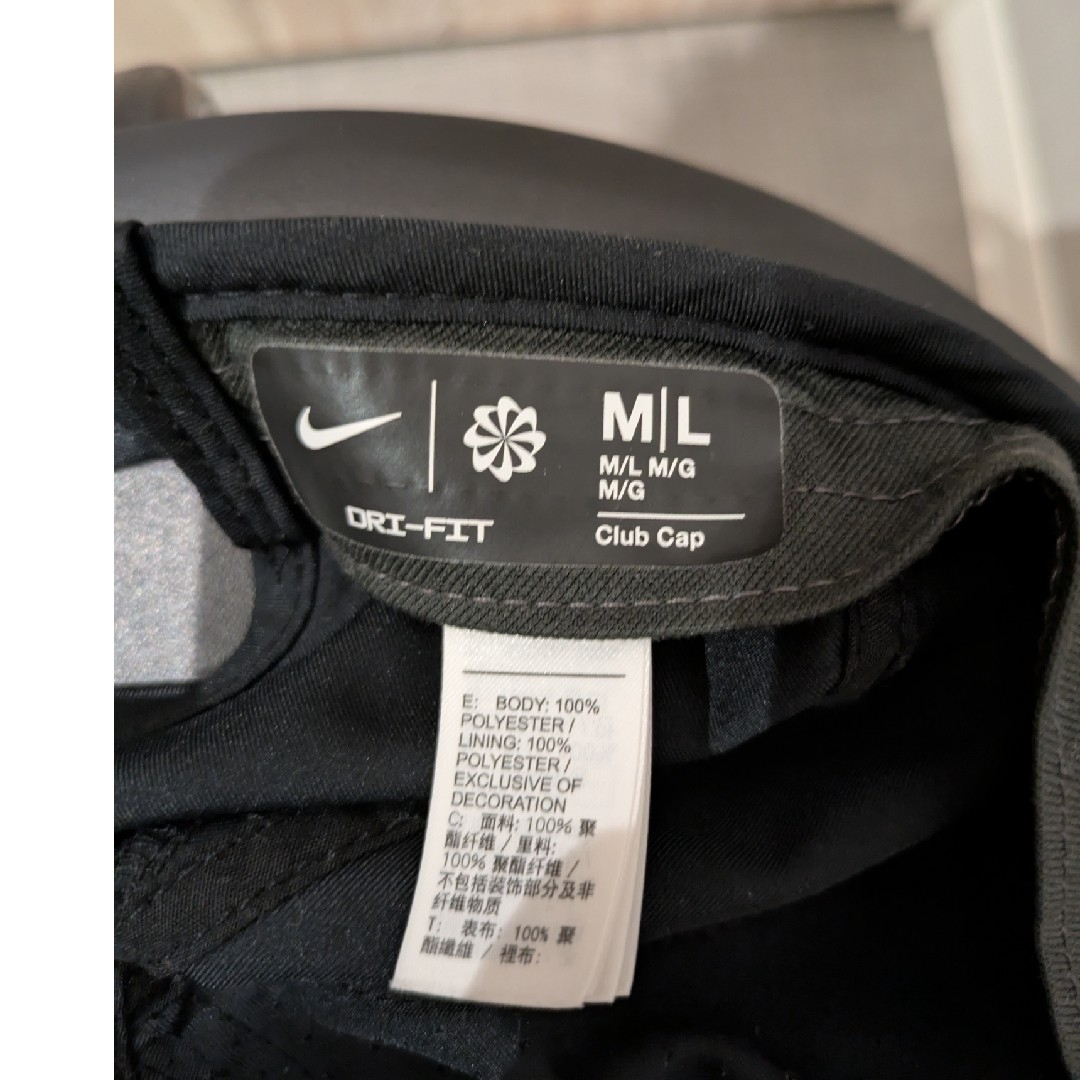 M|L
M/L M/G
M/G
DRI-FIT
Club Cap
E: BODY: 100%
POLYESTER /
LINING: 100%
POLYESTER /
EXCLUSIVE OF
DECORATION
C: 面料: 100% 聚
酯纤维 / 里料:
100% 聚酯纤维 /
不包括装饰部分及非
纤维物质
T: 表布: 100% 聚
酯纖維 / 裡布: